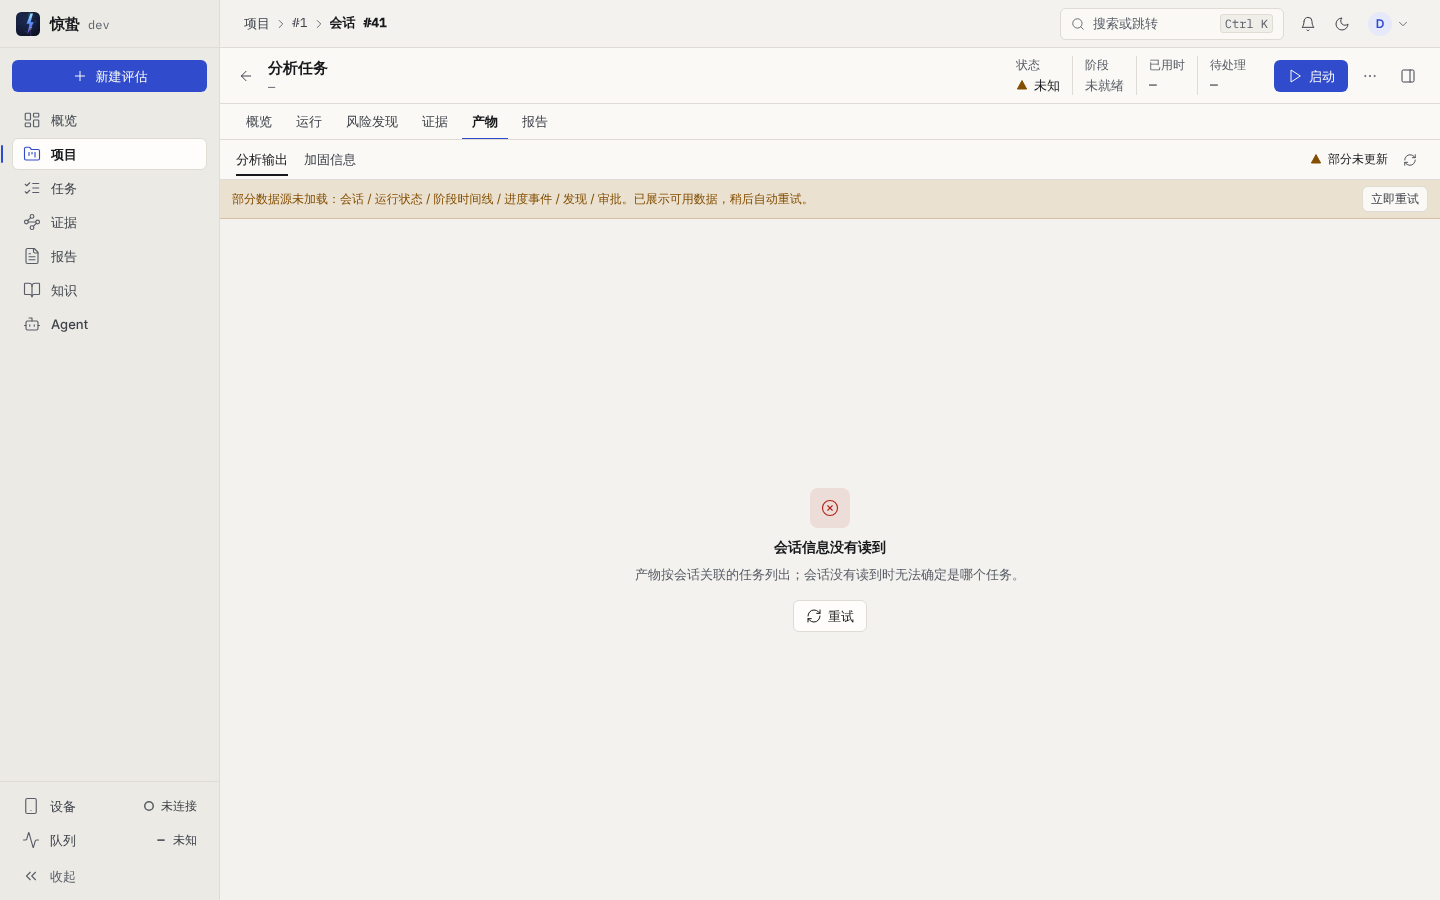 惊蛰 dev
新建评估
概览
项目
任务
证据
报告
知识
Agent
设备 未连接
队列 未知
收起
项目 #1 会话 #41
搜索或跳转 Ctrl K
D
分析任务
–
状态 阶段 已用时 待处理
未知 未就绪 – –
启动
概览 运行 风险发现 证据 产物 报告
分析输出 加固信息
部分未更新
部分数据源未加载：会话 / 运行状态 / 阶段时间线 / 进度事件 / 发现 / 审批。已展示可用数据，稍后自动重试。
立即重试
会话信息没有读到
产物按会话关联的任务列出；会话没有读到时无法确定是哪个任务。
重试